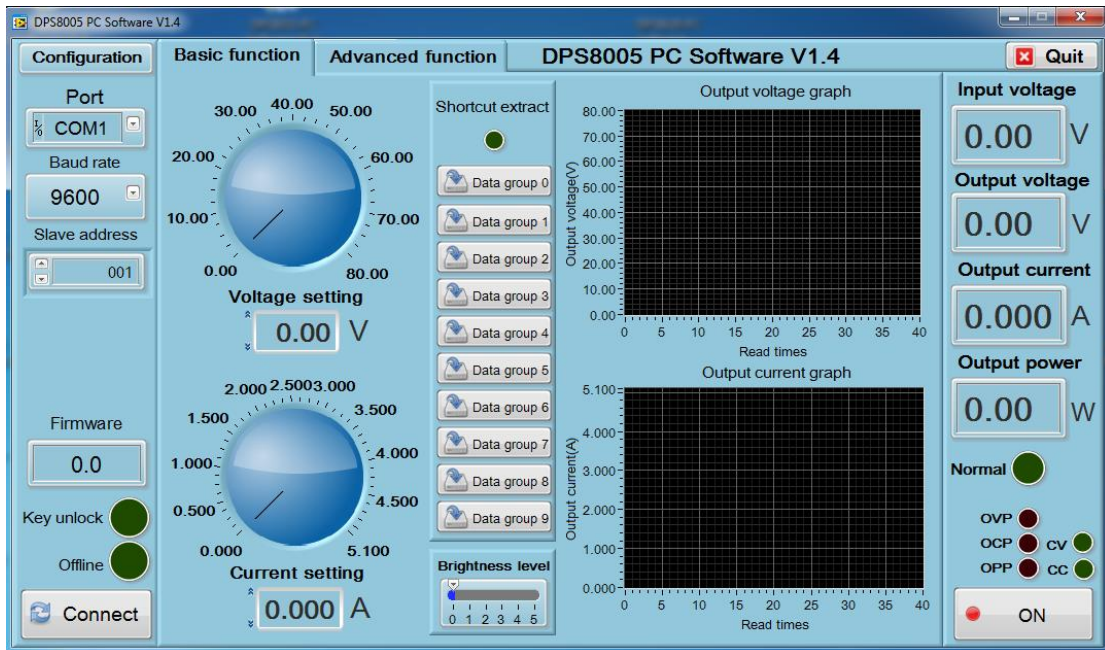 DPS8005 PC Software V1.4
Configuration
Basic function
Advanced function
DPS8005 PC Software V1.4
Quit
Port
COM1
Baud rate
9600
Slave address
001
Firmware
0.0
Key unlock
Offline
Connect
30.00 40.00 50.00
20.00 60.00
10.00 70.00
0.00 80.00
Voltage setting
0.00 V
2.000 2.500 3.000
1.500 3.500
1.000 4.000
0.500 4.500
0.000 5.100
Current setting
0.000 A
Shortcut extract
Data group 0
Data group 1
Data group 2
Data group 3
Data group 4
Data group 5
Data group 6
Data group 7
Data group 8
Data group 9
Brightness level
0 1 2 3 4 5
Output voltage graph
Output voltage(V)
80.00
70.00
60.00
50.00
40.00
30.00
20.00
10.00
0.00
0 5 10 15 20 25 30 35 40
Read times
Output current graph
Output current(A)
5.100
4.000
3.000
2.000
1.000
0.000
0 5 10 15 20 25 30 35 40
Read times
Input voltage
0.00 V
Output voltage
0.00 V
Output current
0.000 A
Output power
0.00 W
Normal
OVP
OCP CV
OPP CC
ON